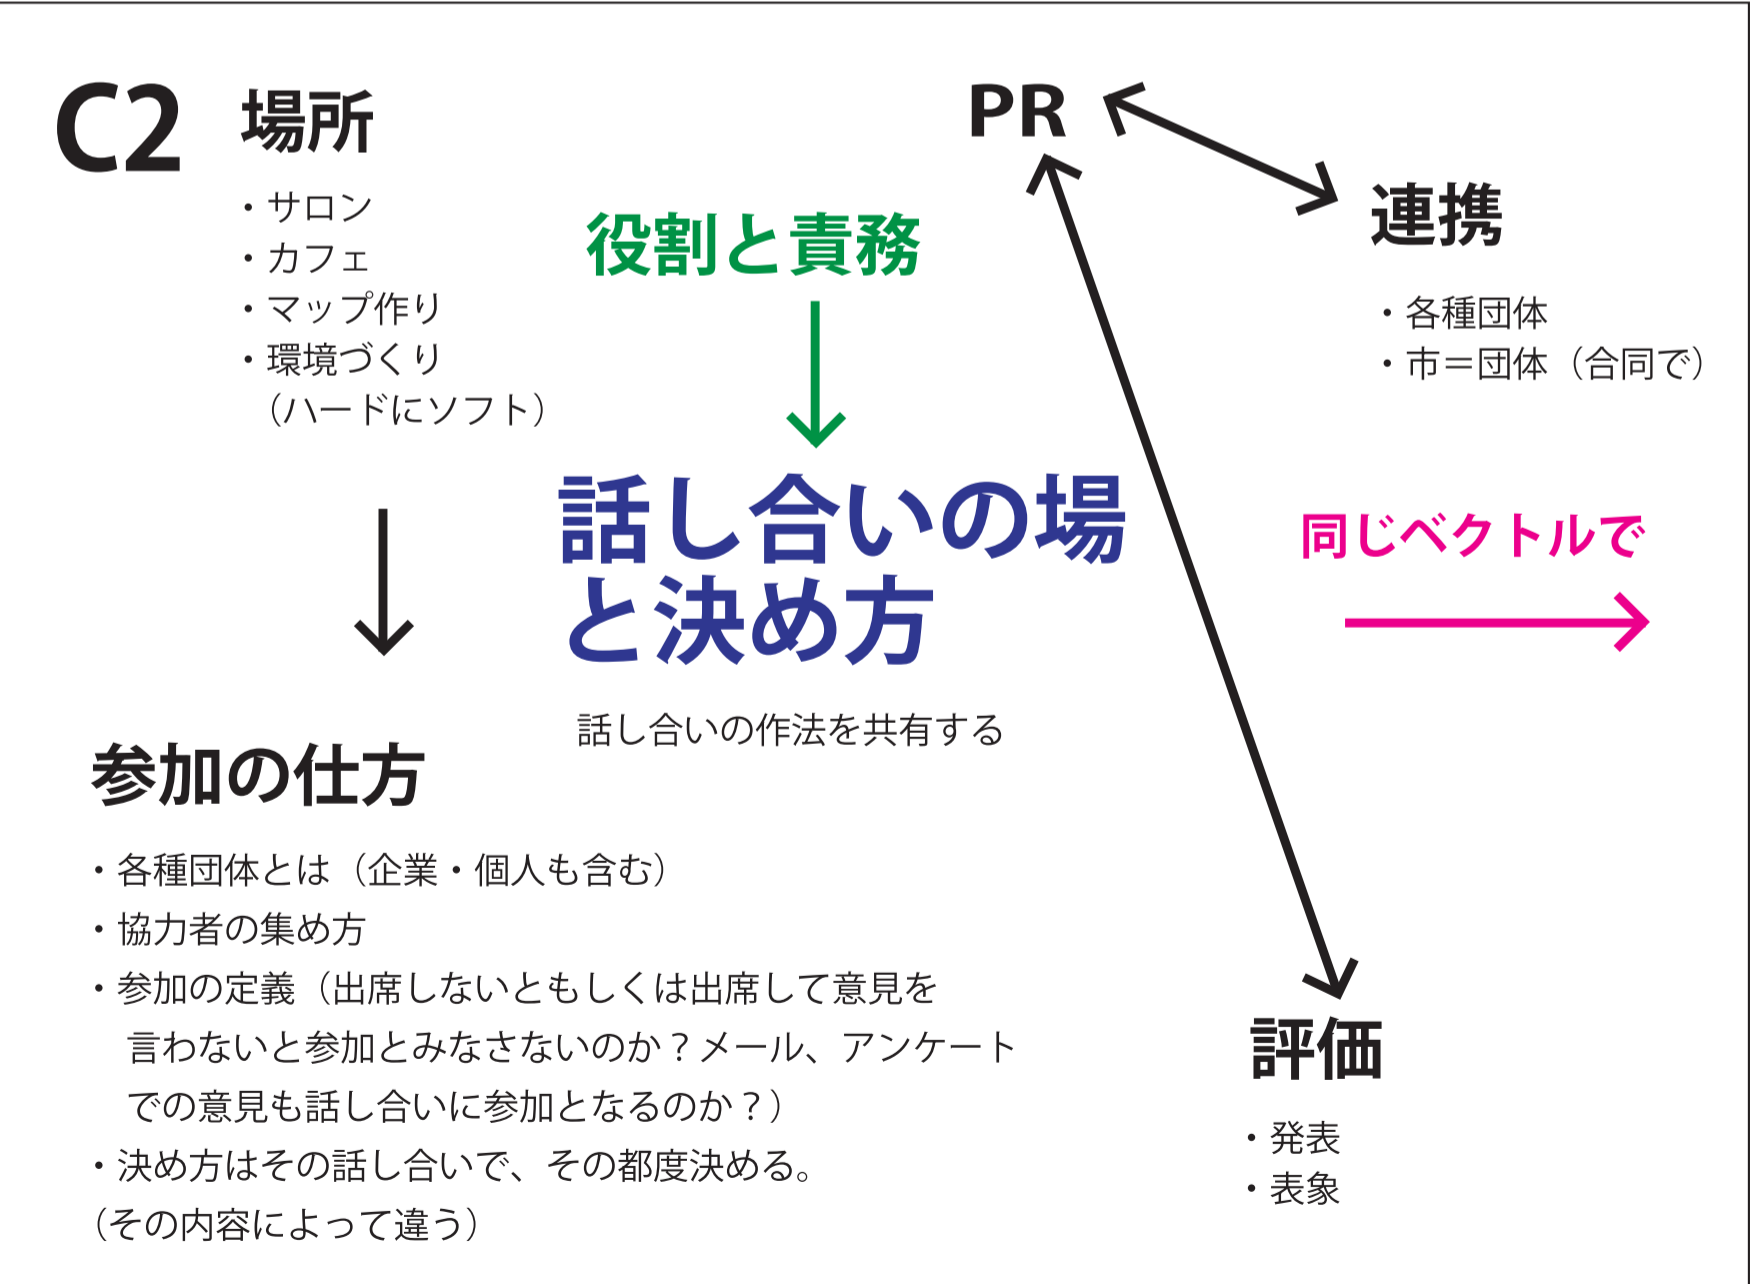 C2
場所
・サロン
・カフェ
・マップ作り
・環境づくり
（ハードにソフト）
役割と責務
PR
連携
・各種団体
・市＝団体（合同で）
話し合いの場
と決め方
話し合いの作法を共有する
同じベクトルで
参加の仕方
・各種団体とは（企業・個人も含む）
・協力者の集め方
・参加の定義（出席しないともしくは出席して意見を
言わないと参加とみなさないのか？メール、アンケート
での意見も話し合いに参加となるのか？）
・決め方はその話し合いで、その都度決める。
（その内容によって違う）
評価
・発表
・表象